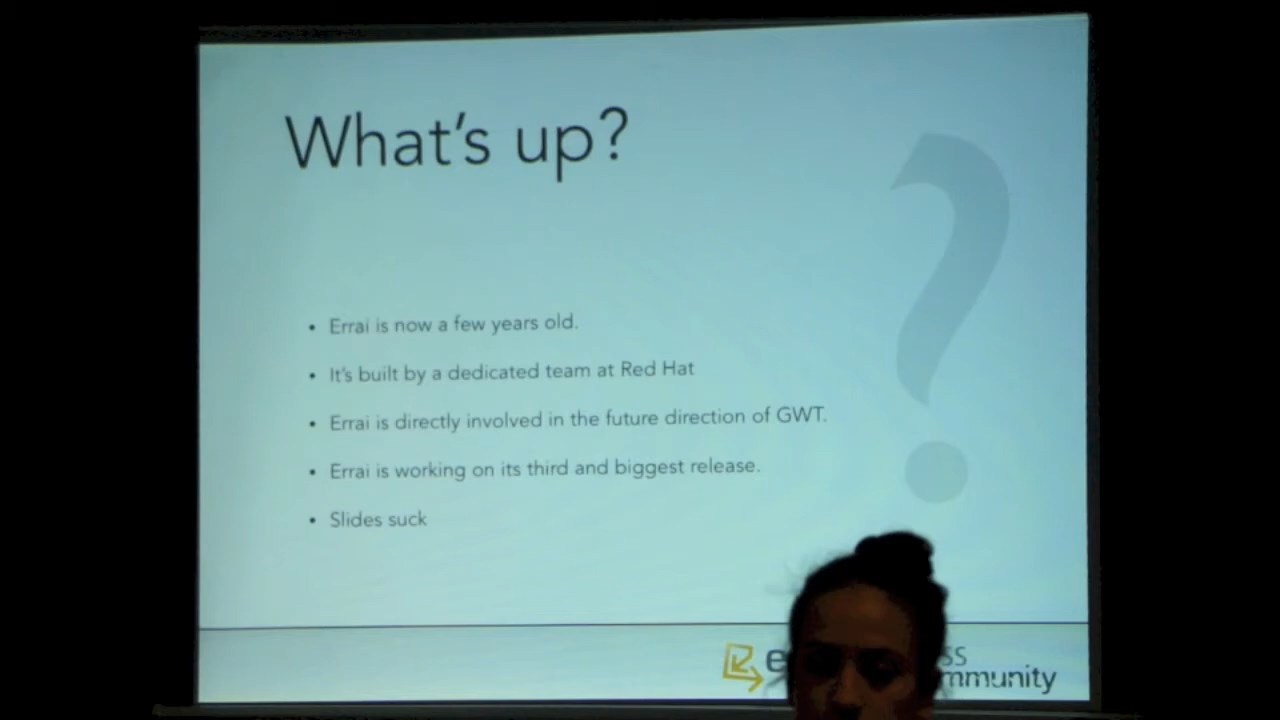 What's up?
• Errai is now a few years old.
• It's built by a dedicated team at Red Hat
• Errai is directly involved in the future direction of GWT.
• Errai is working on its third and biggest release.
• Slides suck